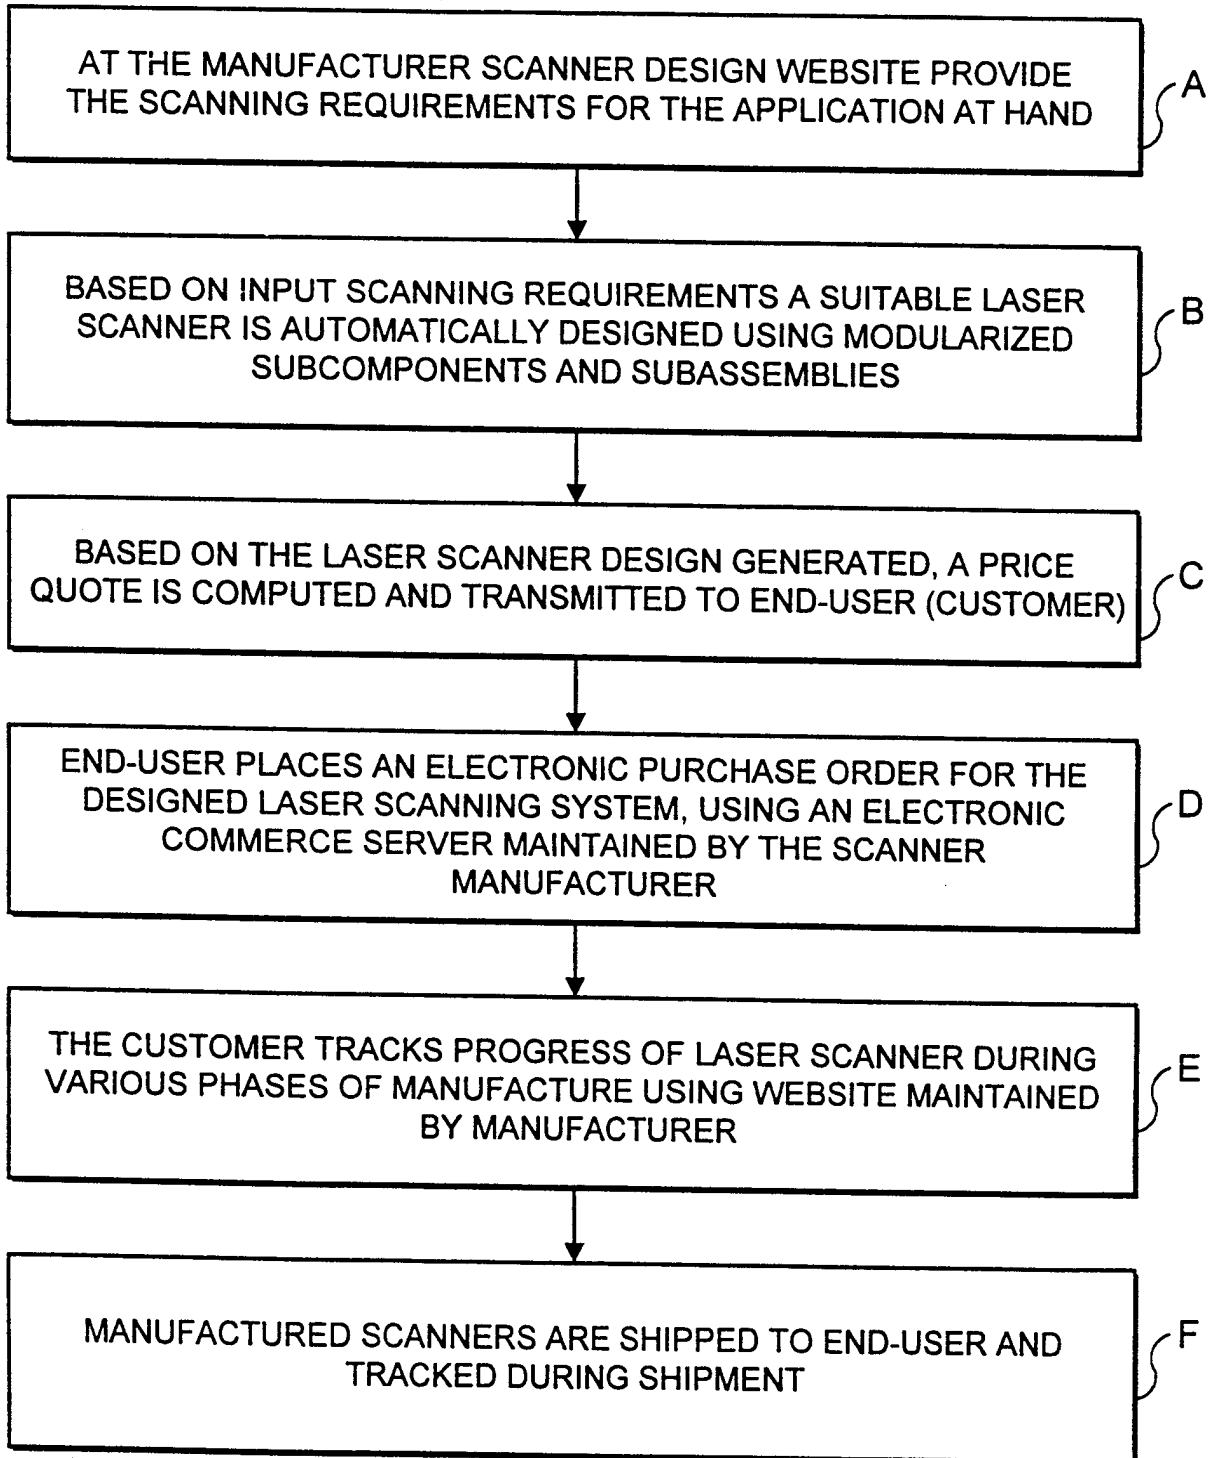 AT THE MANUFACTURER SCANNER DESIGN WEBSITE PROVIDE
THE SCANNING REQUIREMENTS FOR THE APPLICATION AT HAND
A
BASED ON INPUT SCANNING REQUIREMENTS A SUITABLE LASER
SCANNER IS AUTOMATICALLY DESIGNED USING MODULARIZED
SUBCOMPONENTS AND SUBASSEMBLIES
B
BASED ON THE LASER SCANNER DESIGN GENERATED, A PRICE
QUOTE IS COMPUTED AND TRANSMITTED TO END-USER (CUSTOMER)
C
END-USER PLACES AN ELECTRONIC PURCHASE ORDER FOR THE
DESIGNED LASER SCANNING SYSTEM, USING AN ELECTRONIC
COMMERCE SERVER MAINTAINED BY THE SCANNER
MANUFACTURER
D
THE CUSTOMER TRACKS PROGRESS OF LASER SCANNER DURING
VARIOUS PHASES OF MANUFACTURE USING WEBSITE MAINTAINED
BY MANUFACTURER
E
MANUFACTURED SCANNERS ARE SHIPPED TO END-USER AND
TRACKED DURING SHIPMENT
F